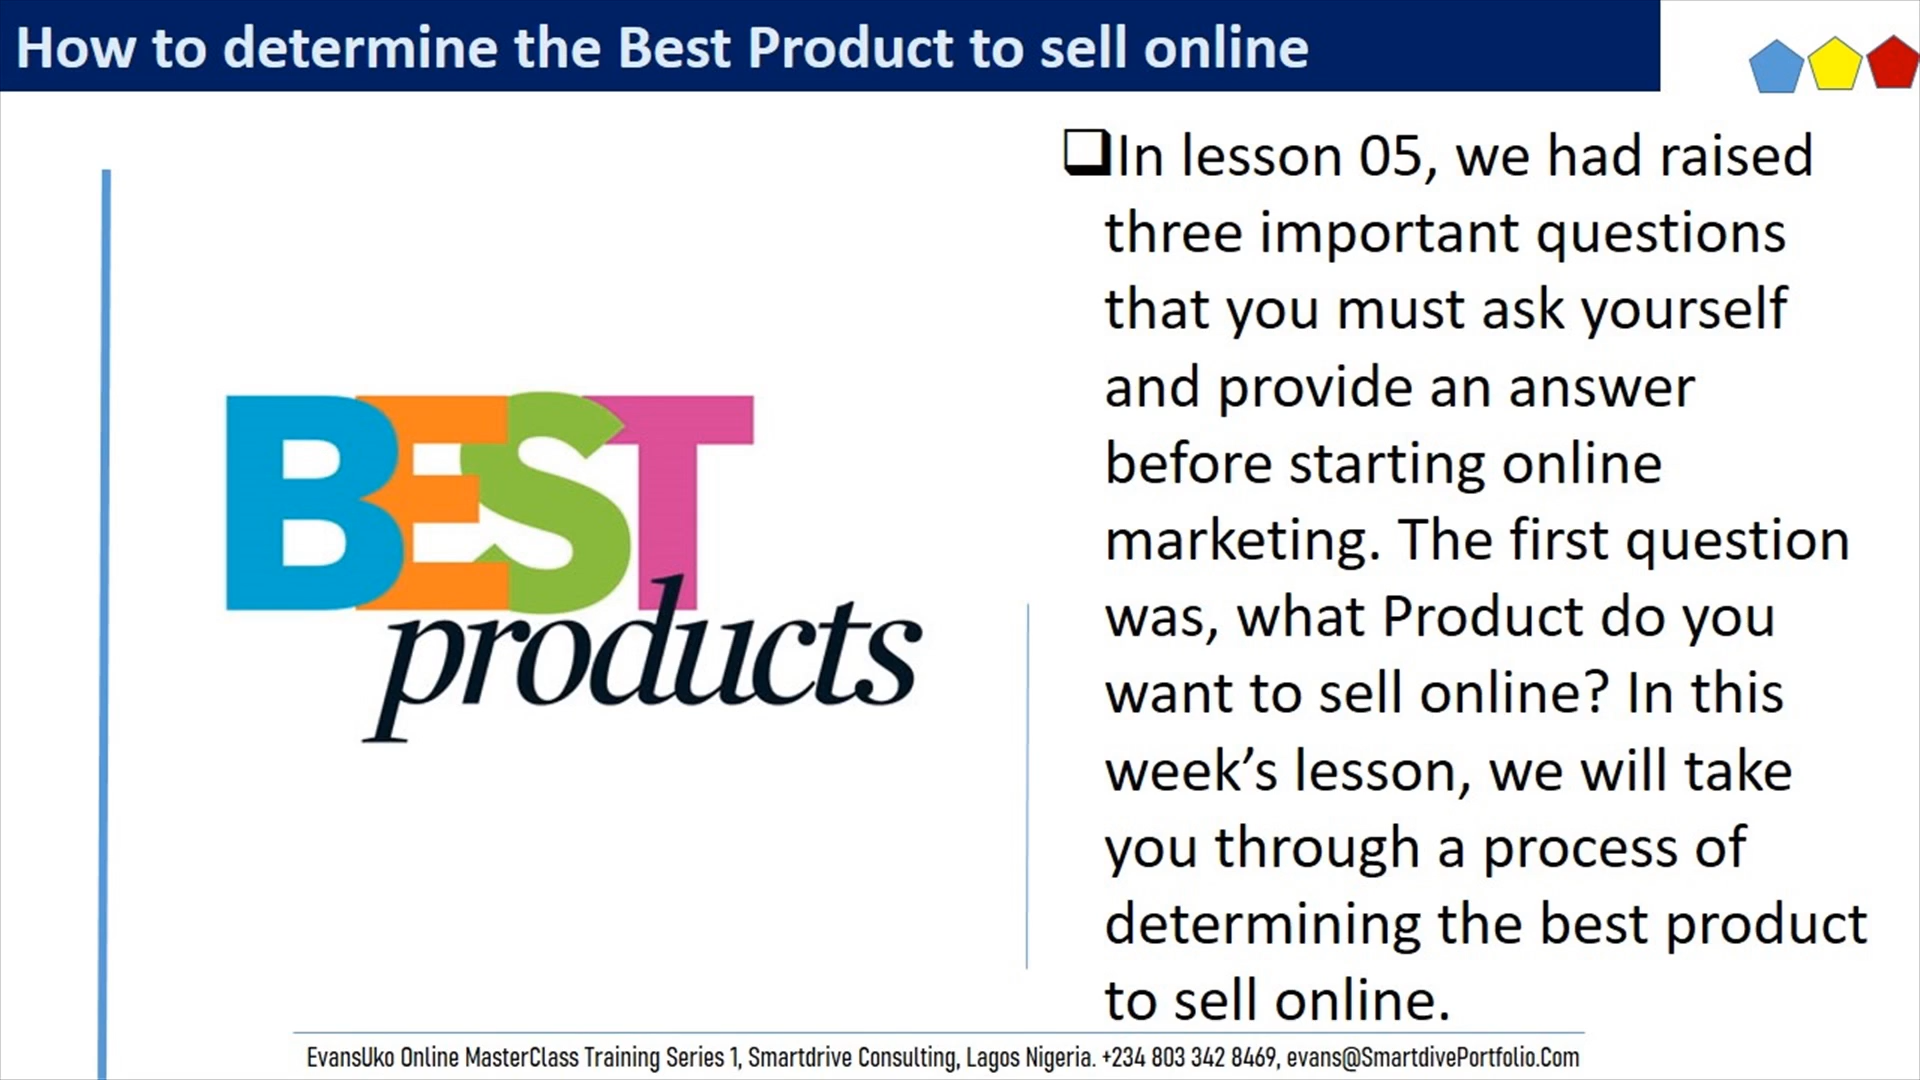 How to determine the Best Product to sell online
BEST
products
In lesson 05, we had raised
three important questions
that you must ask yourself
and provide an answer
before starting online
marketing. The first question
was, what Product do you
want to sell online? In this
week’s lesson, we will take
you through a process of
determining the best product
to sell online.
EvansUko Online MasterClass Training Series 1, Smartdrive Consulting, Lagos Nigeria. +234 803 342 8469, evans@SmartdivePortfolio.Com